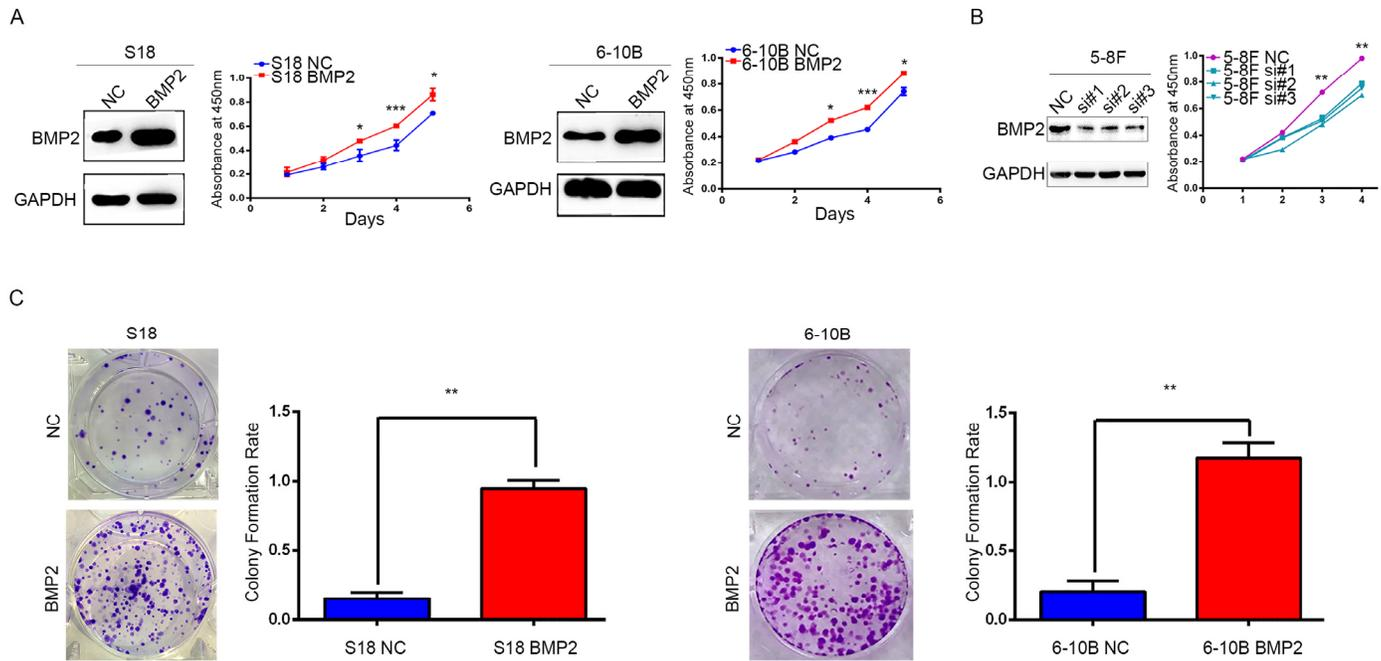 A
S18
NC BMP2
BMP2
GAPDH
S18 NC
S18 BMP2
Absorbance at 450nm
1.0
0.8
0.6
0.4
0.2
0.0
0 2 4 6
Days
* *** *
6-10B
NC BMP2
BMP2
GAPDH
6-10B NC
6-10B BMP2
Absorbance at 450nm
1.0
0.8
0.6
0.4
0.2
0.0
0 2 4 6
Days
* *** *
B
5-8F
NC si#1 si#2 si#3
BMP2
GAPDH
5-8F NC
5-8F si#1
5-8F si#2
5-8F si#3
Absorbance at 450nm
1.0
0.8
0.6
0.4
0.2
0.0
0 1 2 3 4
** **
C
S18
NC
BMP2
Colony Formation Rate
1.5
1.0
0.5
0.0
**
S18 NC S18 BMP2
6-10B
NC
BMP2
Colony Formation Rate
1.5
1.0
0.5
0.0
**
6-10B NC 6-10B BMP2